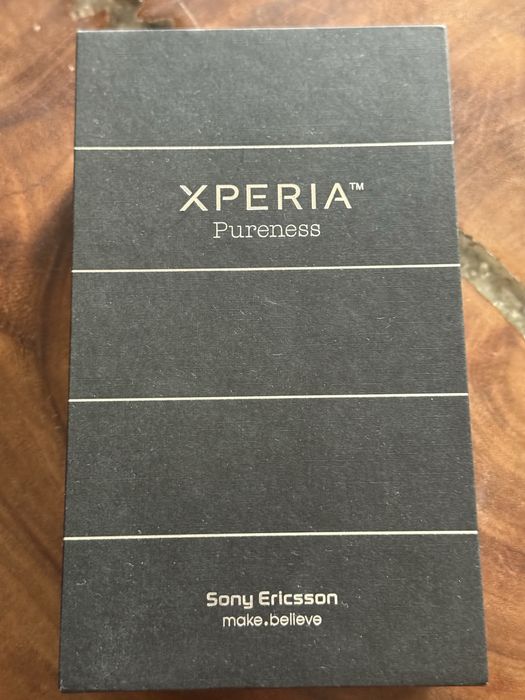 XPERIA™
Pureness
Sony Ericsson
make.believe